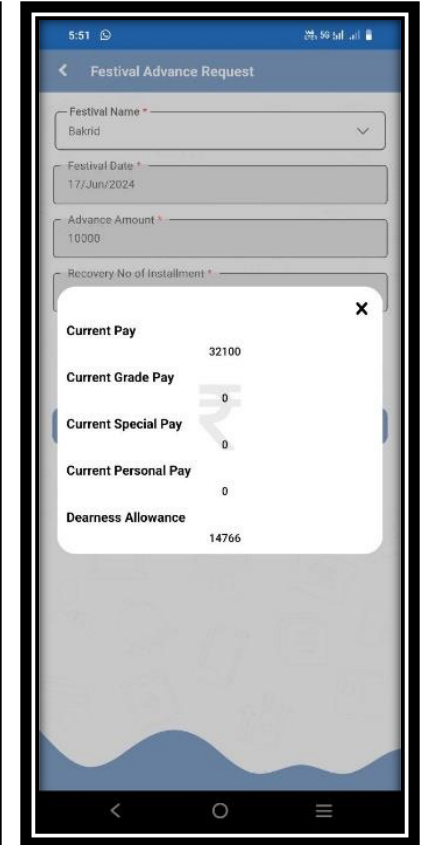 5:51
Festival Advance Request
Festival Name *
Bakrid
Festival Date *
17/Jun/2024
Advance Amount *
10000
Recovery No of Installment *
X
Current Pay
32100
Current Grade Pay
0
Current Special Pay
0
Current Personal Pay
0
Dearness Allowance
14766